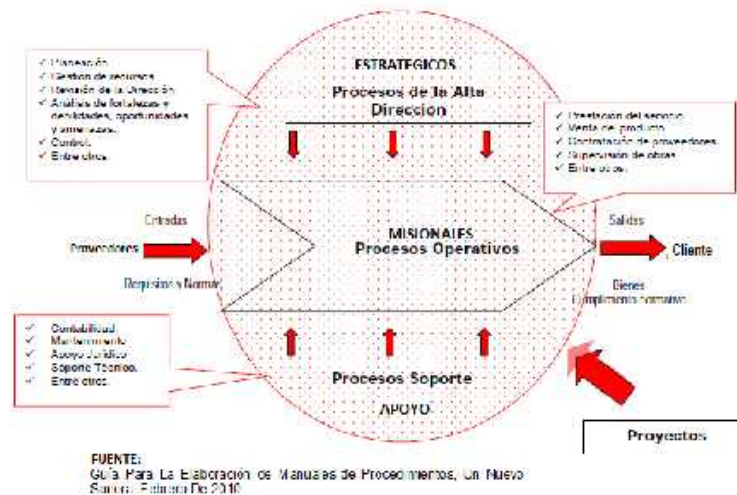 ESTRATEGICOS
Procesos de la Alta
Direccion
✓ Planeación
✓ Gestion de recursos
✓ Revisión de la Dirección
✓ Análisis de fortalezas y
debilidades, oportunidades
y amenazas.
✓ Control.
✓ Entre otros.
✓ Prestación del servicio
✓ Venta de producto
✓ Contratación de proveedores
✓ Supervisión de obras
✓ Entre otros.
Entradas
Proveedores
Requisitos y Normas
MISIONALES
Procesos Operativos
Salidas
Cliente
Bienes
Cumplimiento normativo
✓ Contabilidad
✓ Mantenimiento
✓ Apoyo Jurídico
✓ Soporte Técnico.
✓ Entre otros.
Procesos Soporte
APOYO
Proyectos
FUENTE:
Guía Para La Elaboración de Manuales de Procedimientos, Un Nuevo
Sonora, Febrero De 2010